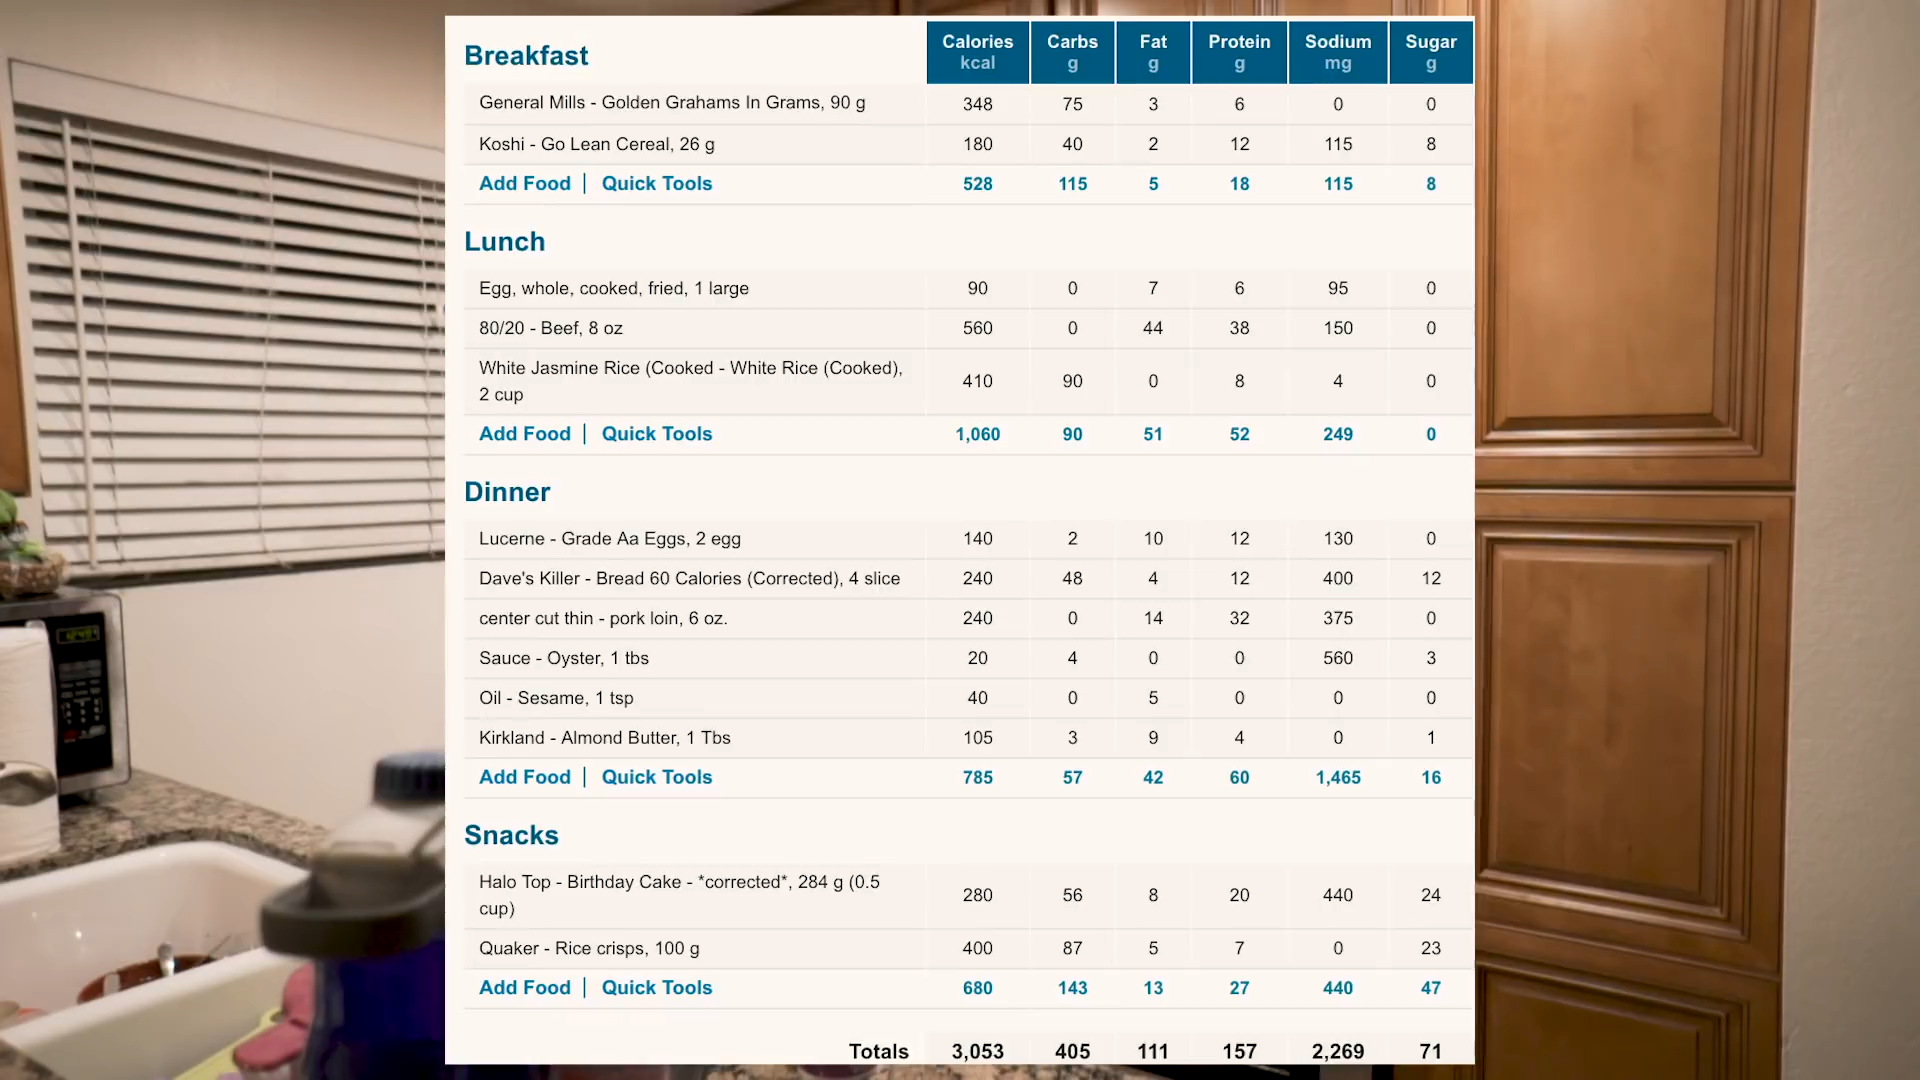 Breakfast Calories Carbs Fat Protein Sodium Sugar
kcal g g g mg g
General Mills - Golden Grahams In Grams, 90 g 348 75 3 6 0 0
Koshi - Go Lean Cereal, 26 g 180 40 2 12 115 8
Add Food | Quick Tools 528 115 5 18 115 8
Lunch
Egg, whole, cooked, fried, 1 large 90 0 7 6 95 0
80/20 - Beef, 8 oz 560 0 44 38 150 0
White Jasmine Rice (Cooked - White Rice (Cooked),
2 cup 410 90 0 8 4 0
Add Food | Quick Tools 1,060 90 51 52 249 0
Dinner
Lucerne - Grade Aa Eggs, 2 egg 140 2 10 12 130 0
Dave's Killer - Bread 60 Calories (Corrected), 4 slice 240 48 4 12 400 12
center cut thin - pork loin, 6 oz. 240 0 14 32 375 0
Sauce - Oyster, 1 tbs 20 4 0 0 560 3
Oil - Sesame, 1 tsp 40 0 5 0 0 0
Kirkland - Almond Butter, 1 Tbs 105 3 9 4 0 1
Add Food | Quick Tools 785 57 42 60 1,465 16
Snacks
Halo Top - Birthday Cake - *corrected*, 284 g (0.5
cup) 280 56 8 20 440 24
Quaker - Rice crisps, 100 g 400 87 5 7 0 23
Add Food | Quick Tools 680 143 13 27 440 47
Totals 3,053 405 111 157 2,269 71